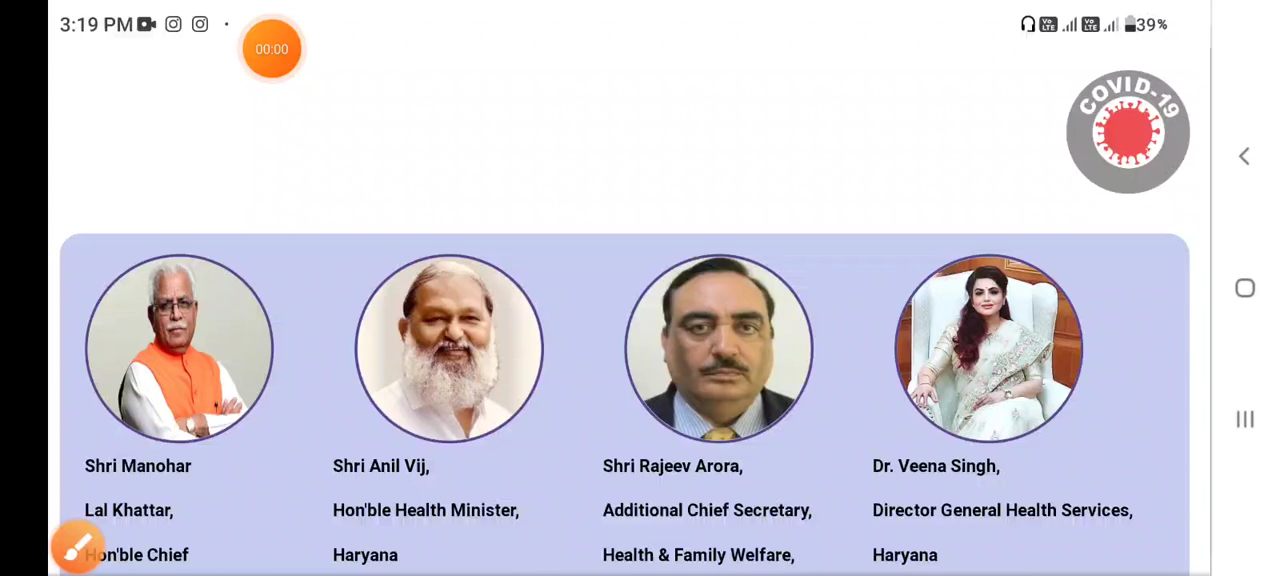 3:19 PM
00:00
39%
COVID-19
Shri Manohar
Lal Khattar,
Hon'ble Chief
Shri Anil Vij,
Hon'ble Health Minister,
Haryana
Shri Rajeev Arora,
Additional Chief Secretary,
Health & Family Welfare,
Dr. Veena Singh,
Director General Health Services,
Haryana